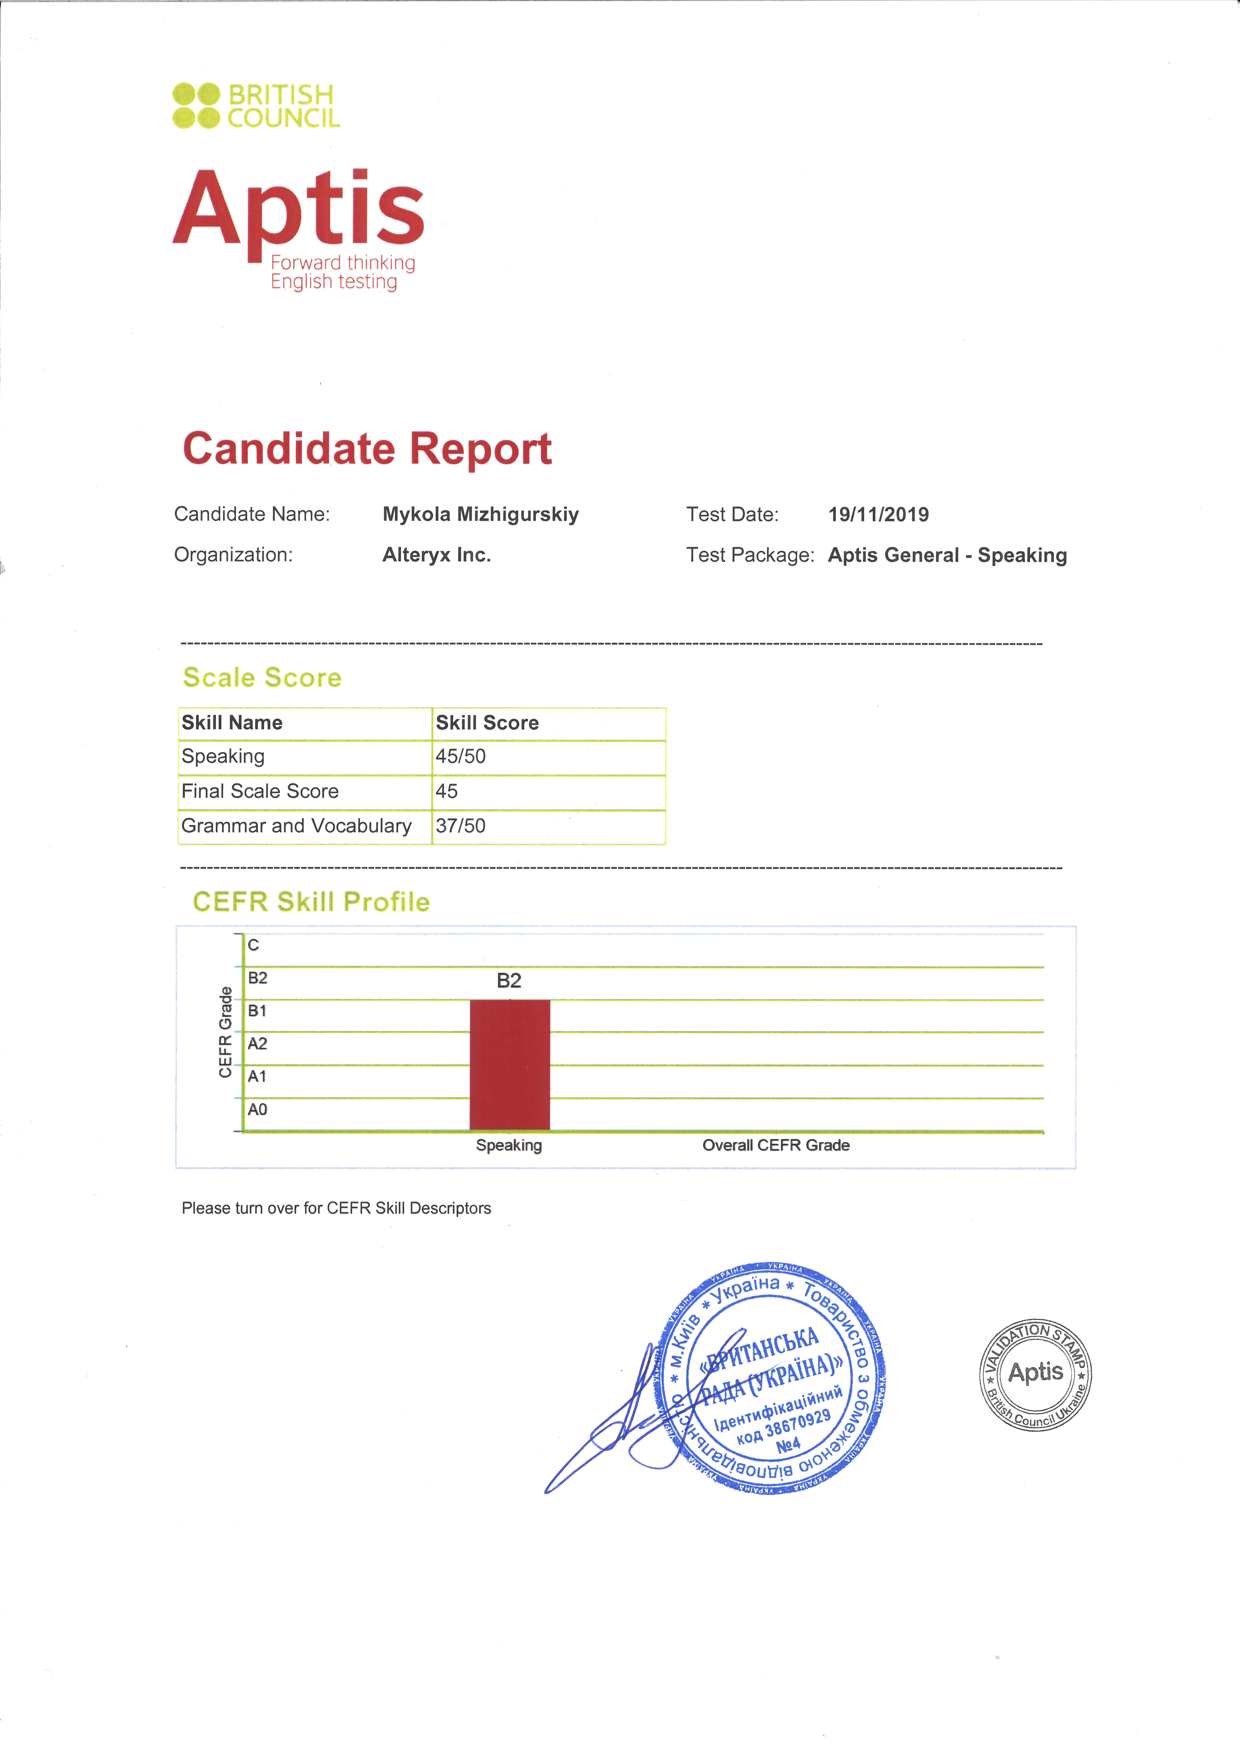 BRITISH
COUNCIL
Aptis
Forward thinking
English testing
Candidate Report
Candidate Name: Mykola Mizhigurskiy Test Date: 19/11/2019
Organization: Alteryx Inc. Test Package: Aptis General - Speaking
Scale Score
Skill Name Skill Score
Speaking 45/50
Final Scale Score 45
Grammar and Vocabulary 37/50
CEFR Skill Profile
CEFR Grade
C
B2 B2
B1
A2
A1
A0
Speaking Overall CEFR Grade
Please turn over for CEFR Skill Descriptors
УКРАЇНА * УКРАЇНА * УКРАЇНА
* м.Київ * Україна * Товариство з обмеженою відповідальністю
«БРИТАНСЬКА
РАДА (УКРАЇНА)»
Ідентифікаційний
код 38670929
№4
* VALIDATION STAMP *
Aptis
British Council Ukraine